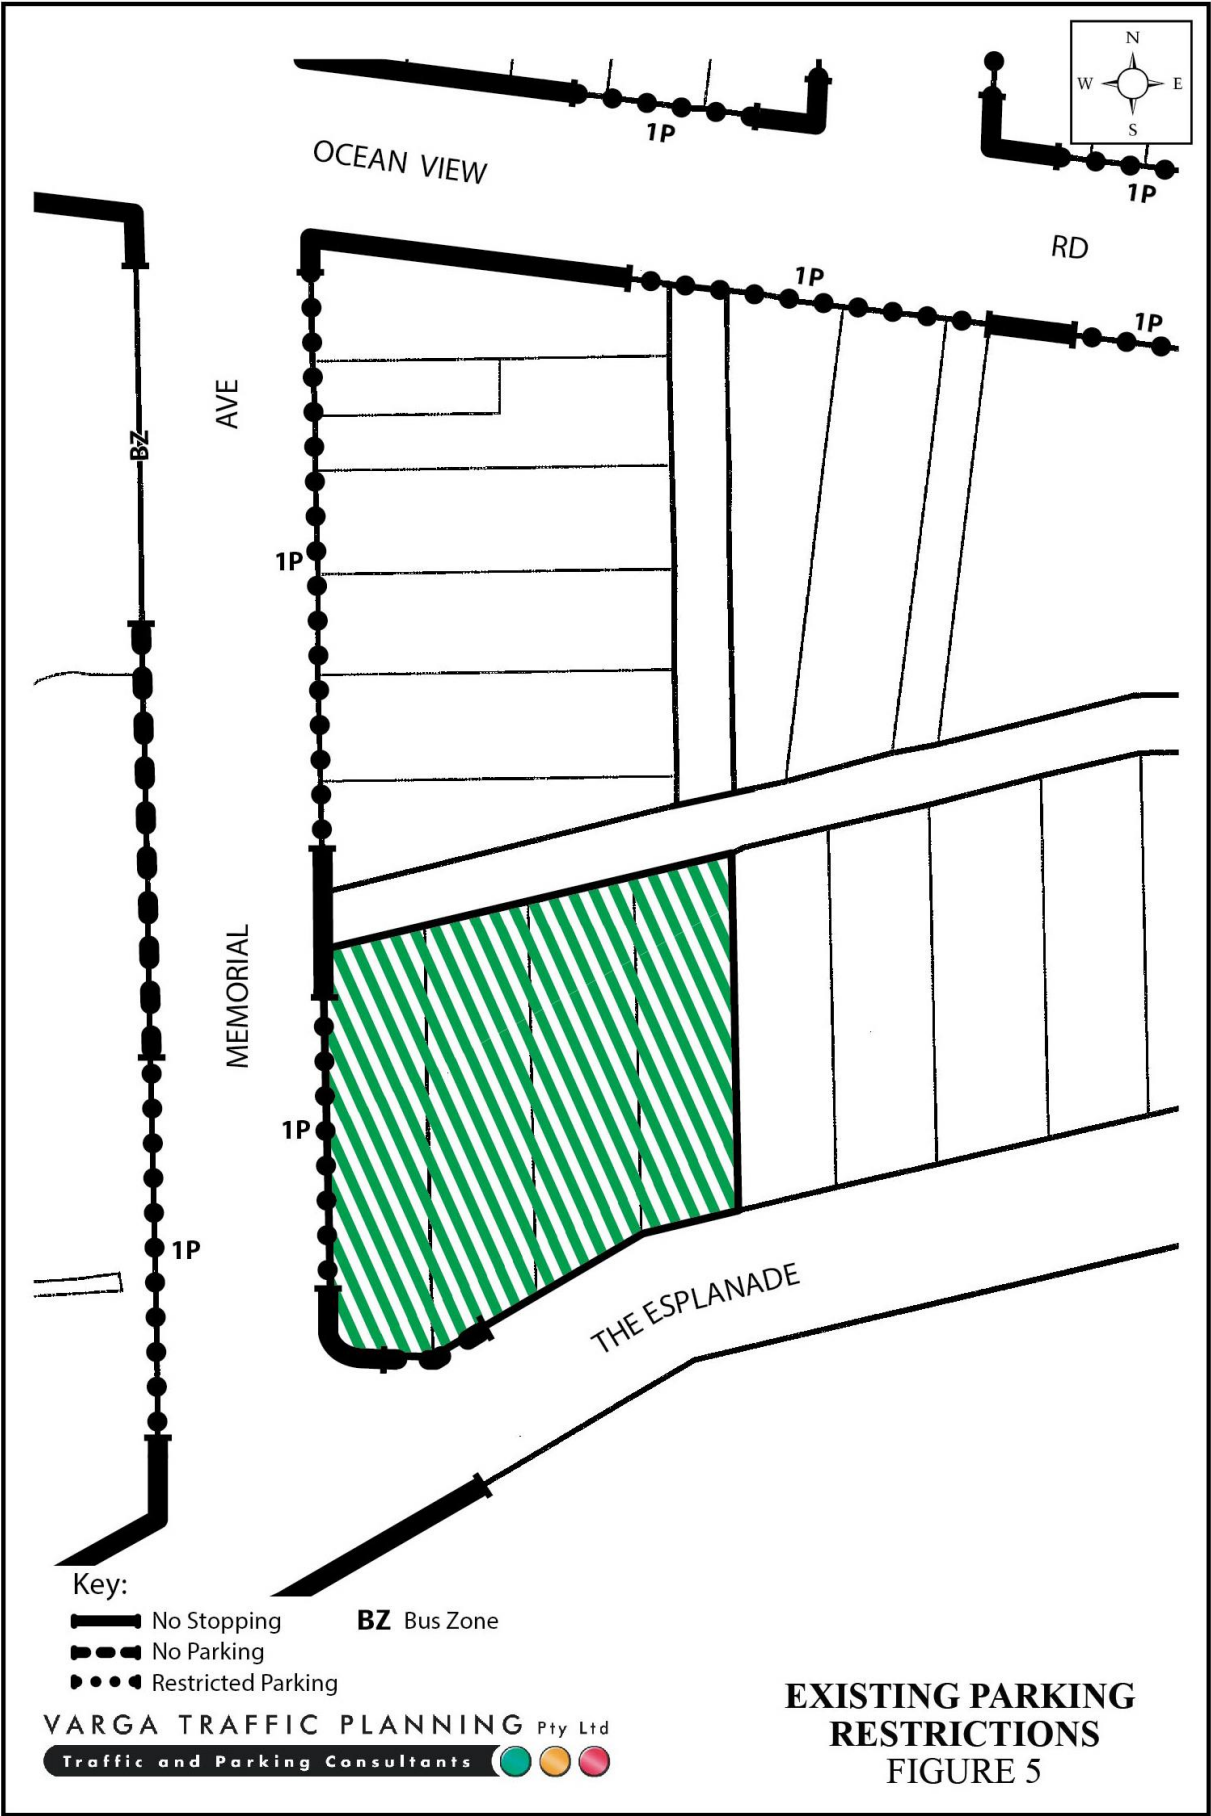 N
W E
S
1P
OCEAN VIEW
1P
RD
1P
1P
AVE
BZ
1P
MEMORIAL
1P
1P
THE ESPLANADE
Key:
No Stopping
BZ Bus Zone
No Parking
Restricted Parking
VARGA TRAFFIC PLANNING Pty Ltd
Traffic and Parking Consultants
EXISTING PARKING
RESTRICTIONS
FIGURE 5